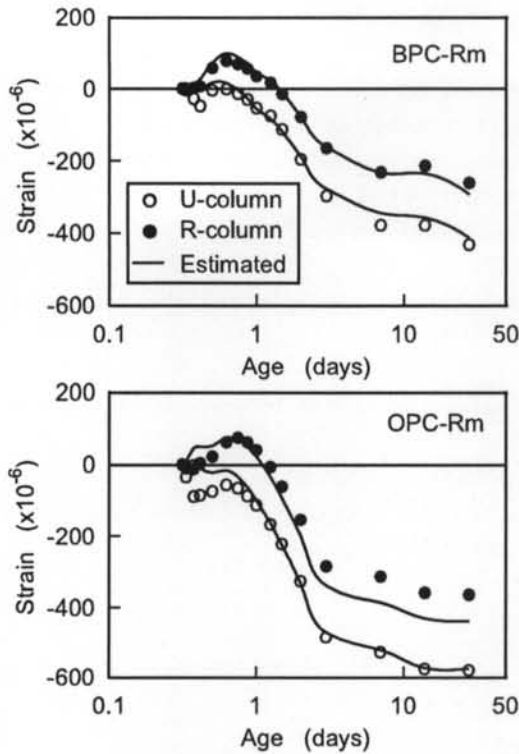 200
BPC-Rm
0
-200
-400
-600
Strain (x10-6)
U-column
R-column
Estimated
0.1
1
10
50
Age (days)
200
OPC-Rm
0
-200
-400
-600
Strain (x10-6)
0.1
1
10
50
Age (days)